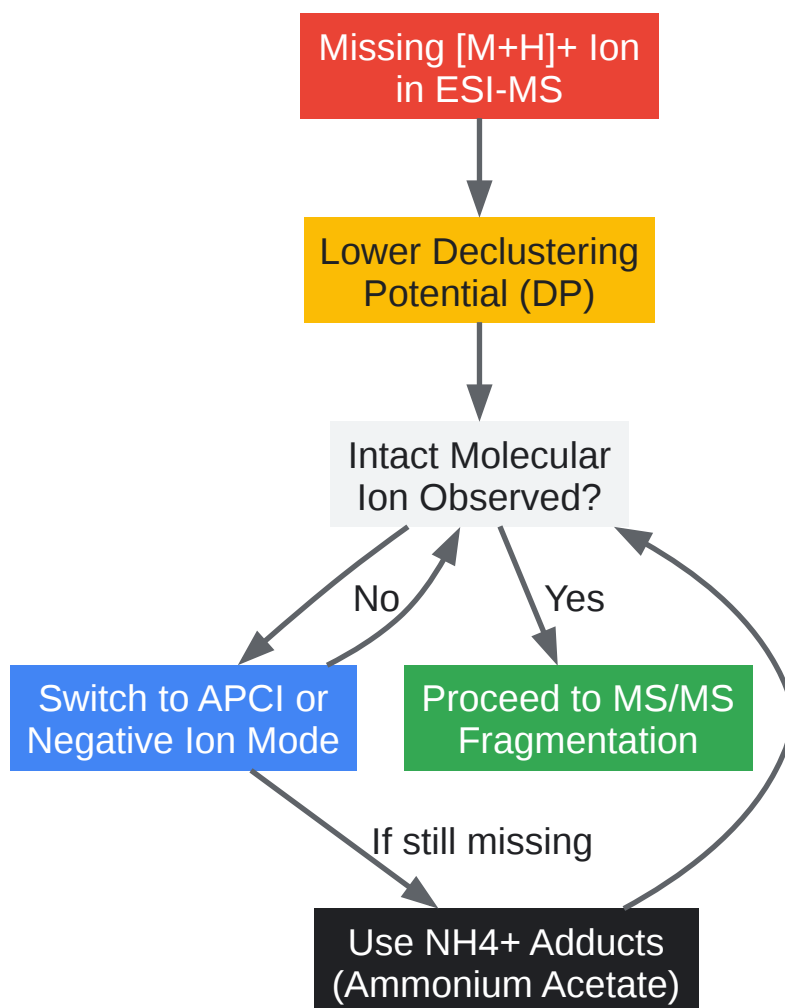 Missing [M+H]+ Ion
in ESI-MS
Lower Declustering
Potential (DP)
Intact Molecular
Ion Observed?
No
Yes
Switch to APCI or
Negative Ion Mode
Proceed to MS/MS
Fragmentation
If still missing
Use NH4+ Adducts
(Ammonium Acetate)